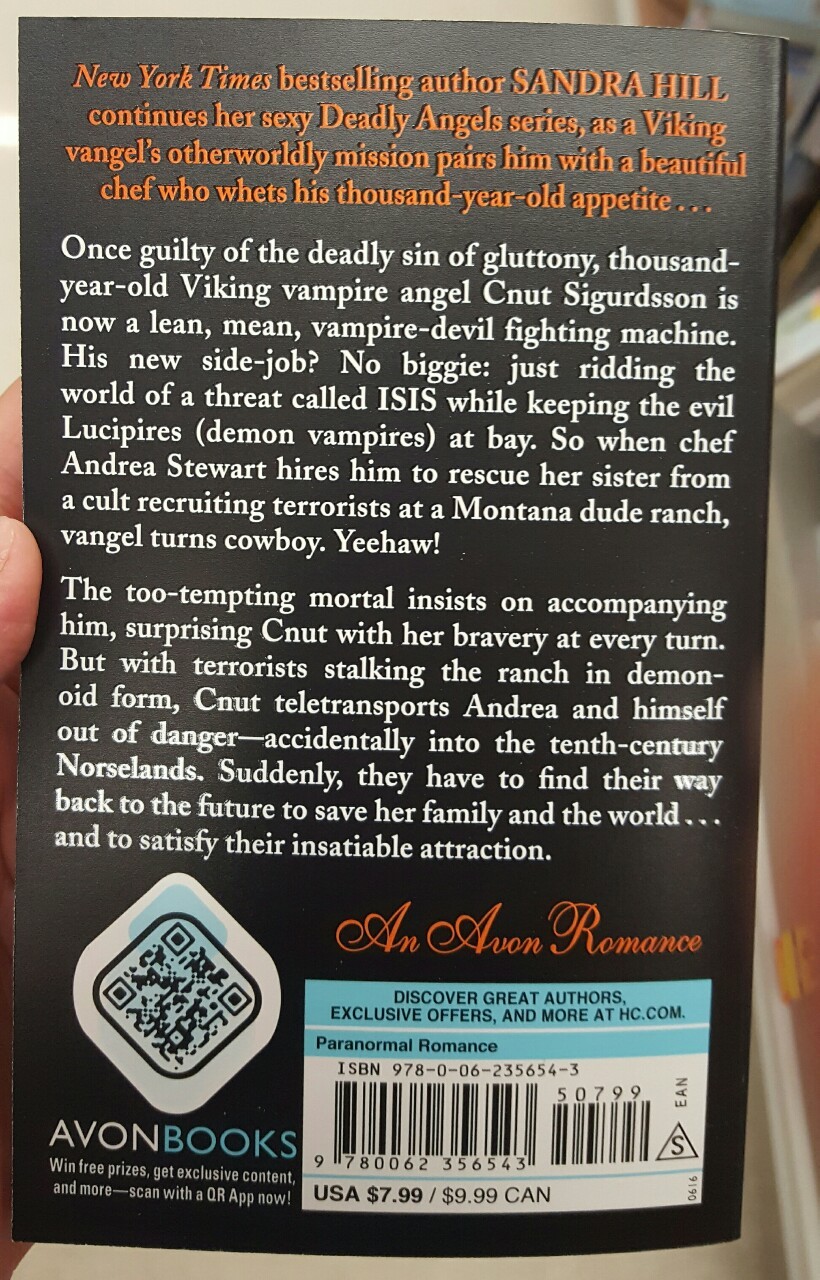 New York Times bestselling author SANDRA HILL
continues her sexy Deadly Angels series, as a Viking
vangel's otherworldly mission pairs him with a beautiful
chef who whets his thousand-year-old appetite . . .
Once guilty of the deadly sin of gluttony, thousand-
year-old Viking vampire angel Cnut Sigurdsson is
now a lean, mean, vampire-devil fighting machine.
His new side-job? No biggie: just ridding the
world of a threat called ISIS while keeping the evil
Lucipires (demon vampires) at bay. So when chef
Andrea Stewart hires him to rescue her sister from
a cult recruiting terrorists at a Montana dude ranch,
vangel turns cowboy. Yeehaw!
The too-tempting mortal insists on accompanying
him, surprising Cnut with her bravery at every turn.
But with terrorists stalking the ranch in demon-
oid form, Cnut teletransports Andrea and himself
out of danger—accidentally into the tenth-century
Norselands. Suddenly, they have to find their way
back to the future to save her family and the world . . .
and to satisfy their insatiable attraction.
An Avon Romance
DISCOVER GREAT AUTHORS,
EXCLUSIVE OFFERS, AND MORE AT HC.COM.
Paranormal Romance
ISBN 978-0-06-235654-3
50799
EAN
S
9 780062 356543
USA $7.99 / $9.99 CAN
0616
AVONBOOKS
Win free prizes, get exclusive content,
and more—scan with a QR App now!